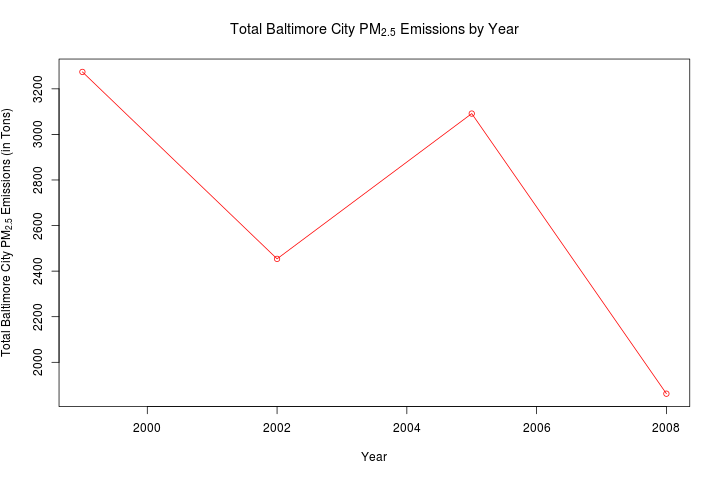 Total Baltimore City PM2.5 Emissions by Year
Total Baltimore City PM2.5 Emissions (in Tons)
3200
3000
2800
2600
2400
2200
2000
2000 2002 2004 2006 2008
Year